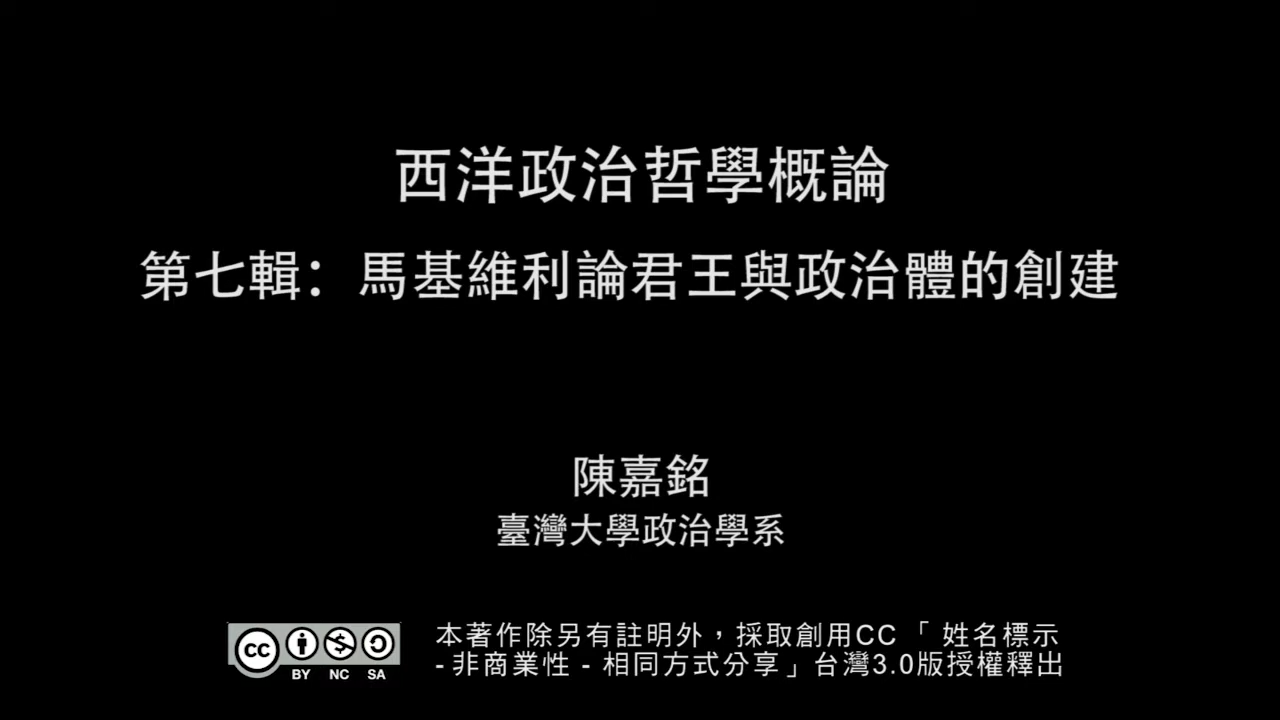 西洋政治哲學概論
第七輯：馬基維利論君王與政治體的創建
陳嘉銘
臺灣大學政治學系
cc BY NC SA
本著作除另有註明外，採取創用CC「 姓名標示
- 非商業性 - 相同方式分享」台灣3.0版授權釋出